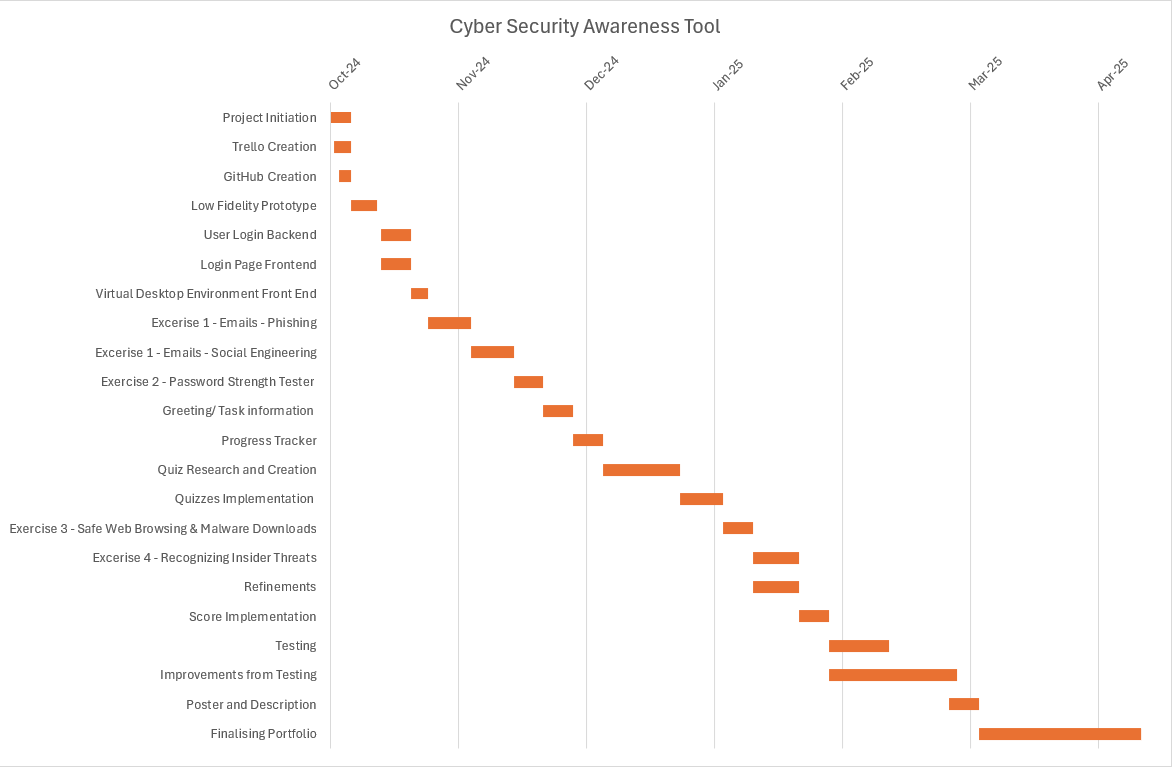 Cyber Security Awareness Tool
Oct-24
Nov-24
Dec-24
Jan-25
Feb-25
Mar-25
Apr-25
Project Initiation
Trello Creation
GitHub Creation
Low Fidelity Prototype
User Login Backend
Login Page Frontend
Virtual Desktop Environment Front End
Excerise 1 - Emails - Phishing
Excerise 1 - Emails - Social Engineering
Exercise 2 - Password Strength Tester
Greeting/ Task information
Progress Tracker
Quiz Research and Creation
Quizzes Implementation
Exercise 3 - Safe Web Browsing & Malware Downloads
Excerise 4 - Recognizing Insider Threats
Refinements
Score Implementation
Testing
Improvements from Testing
Poster and Description
Finalising Portfolio